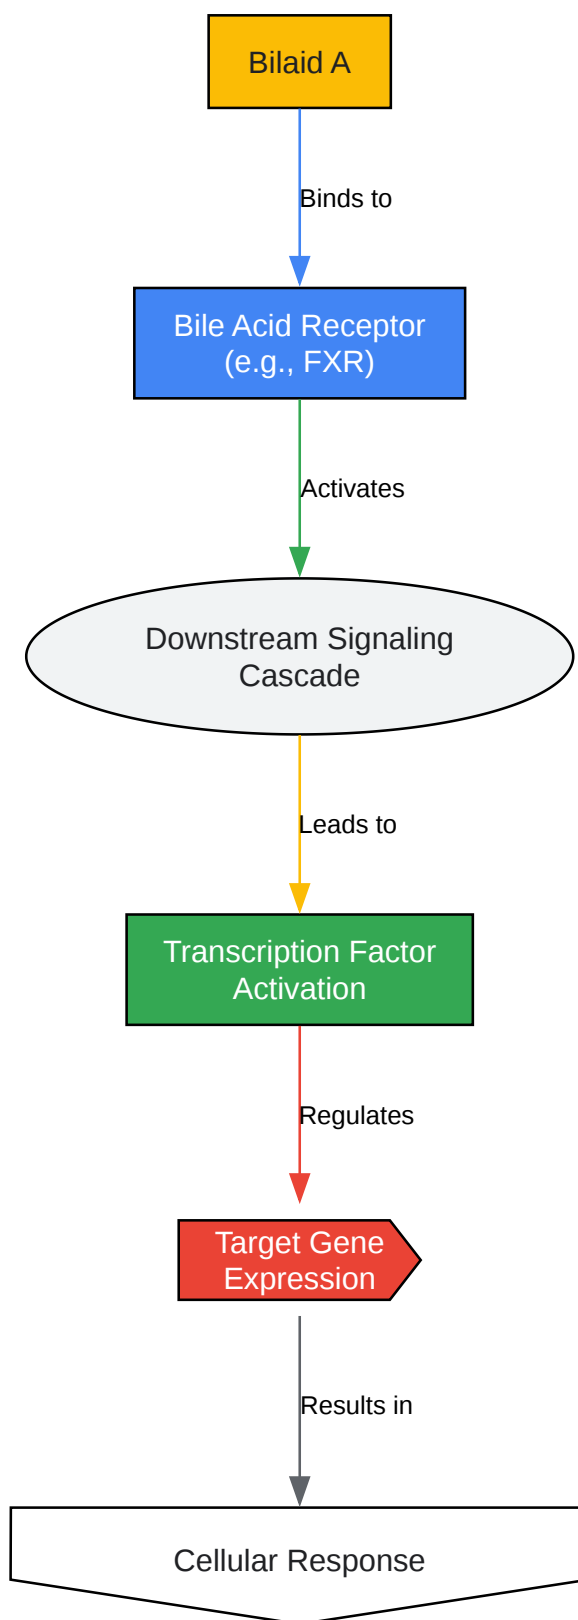 Bilaid A
Binds to
Bile Acid Receptor
(e.g., FXR)
Activates
Downstream Signaling
Cascade
Leads to
Transcription Factor
Activation
Regulates
Target Gene
Expression
Results in
Cellular Response